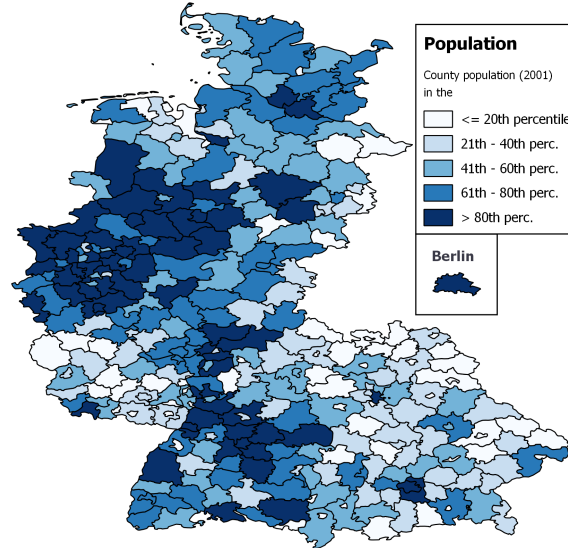 Population
County population (2001)
in the
<= 20th percentile
21th - 40th perc.
41th - 60th perc.
61th - 80th perc.
> 80th perc.
Berlin